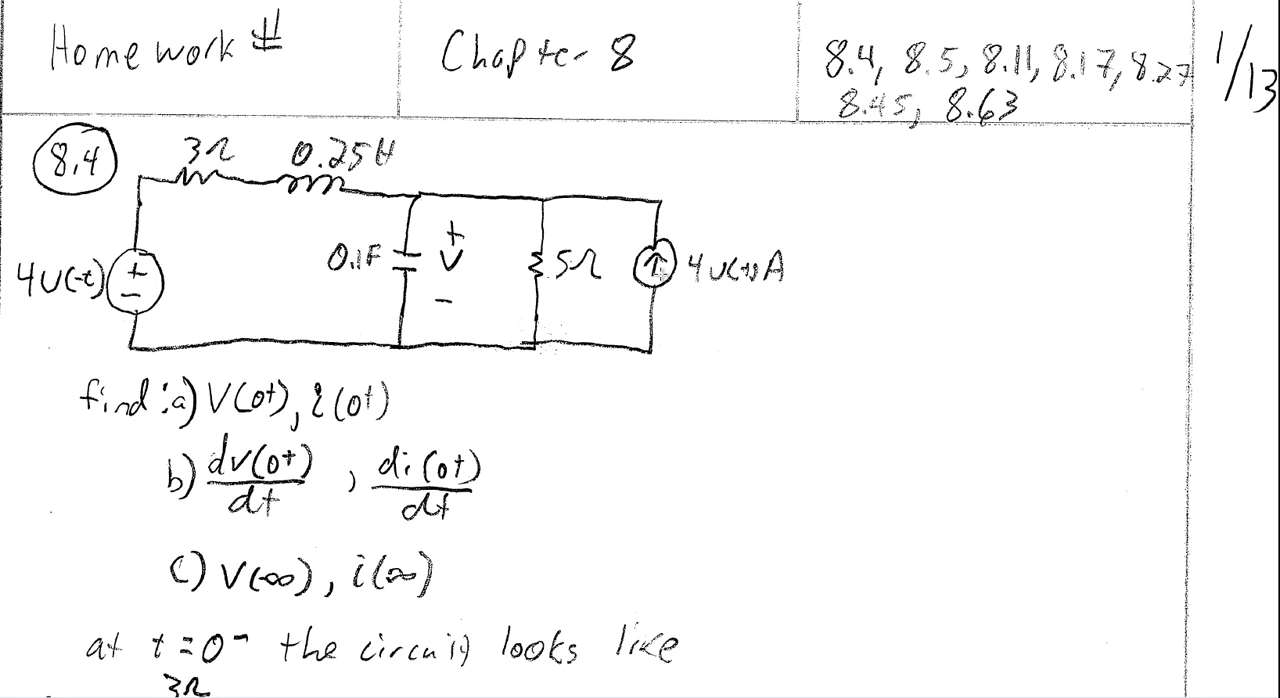 Homework # Chapter 8 8.4, 8.5, 8.11, 8.17, 8.27 1/13
8.45, 8.63
8.4 3Ω 0.25H
0.1F + V - 5Ω
4u(-t) + - 4u(t) A
find: a) V(0+), i(0+)
b) dv(0+)/dt , di(0+)/dt
c) V(∞), i(∞)
at t=0- the circuit looks like
3Ω